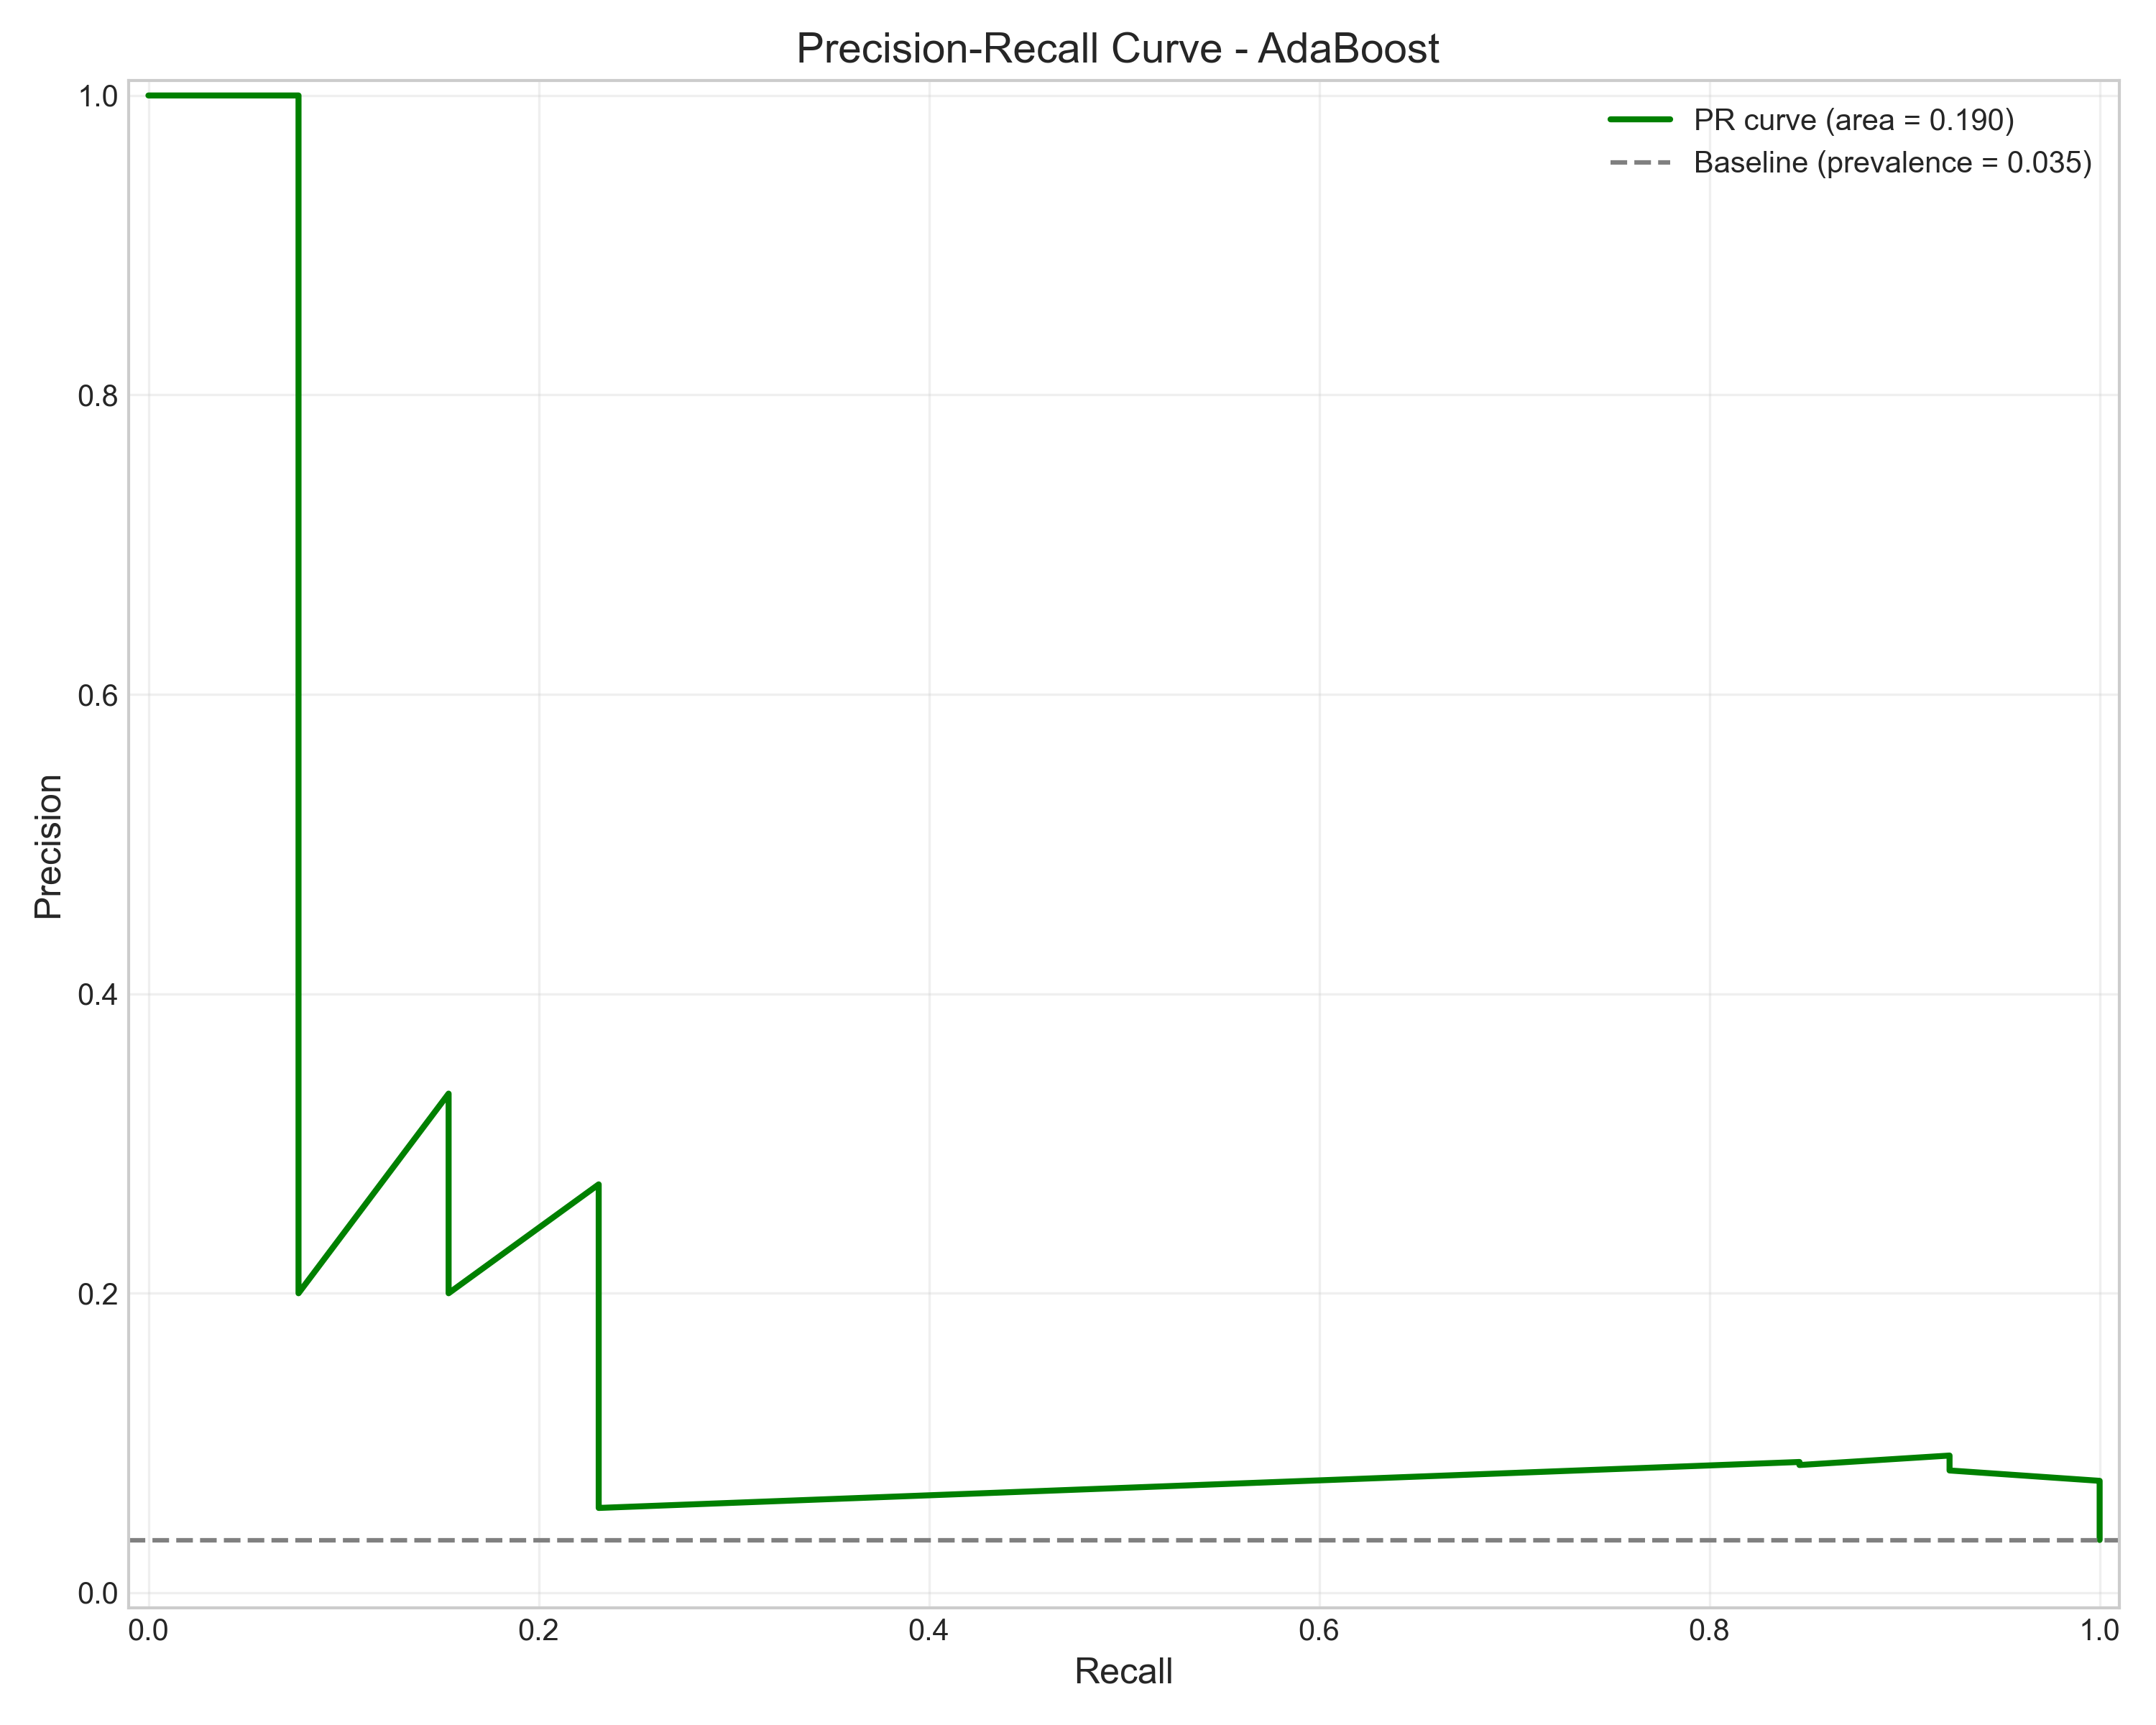 Precision-Recall Curve - AdaBoost
PR curve (area = 0.190)
Baseline (prevalence = 0.035)
Precision
1.0
0.8
0.6
0.4
0.2
0.0
0.0 0.2 0.4 0.6 0.8 1.0
Recall